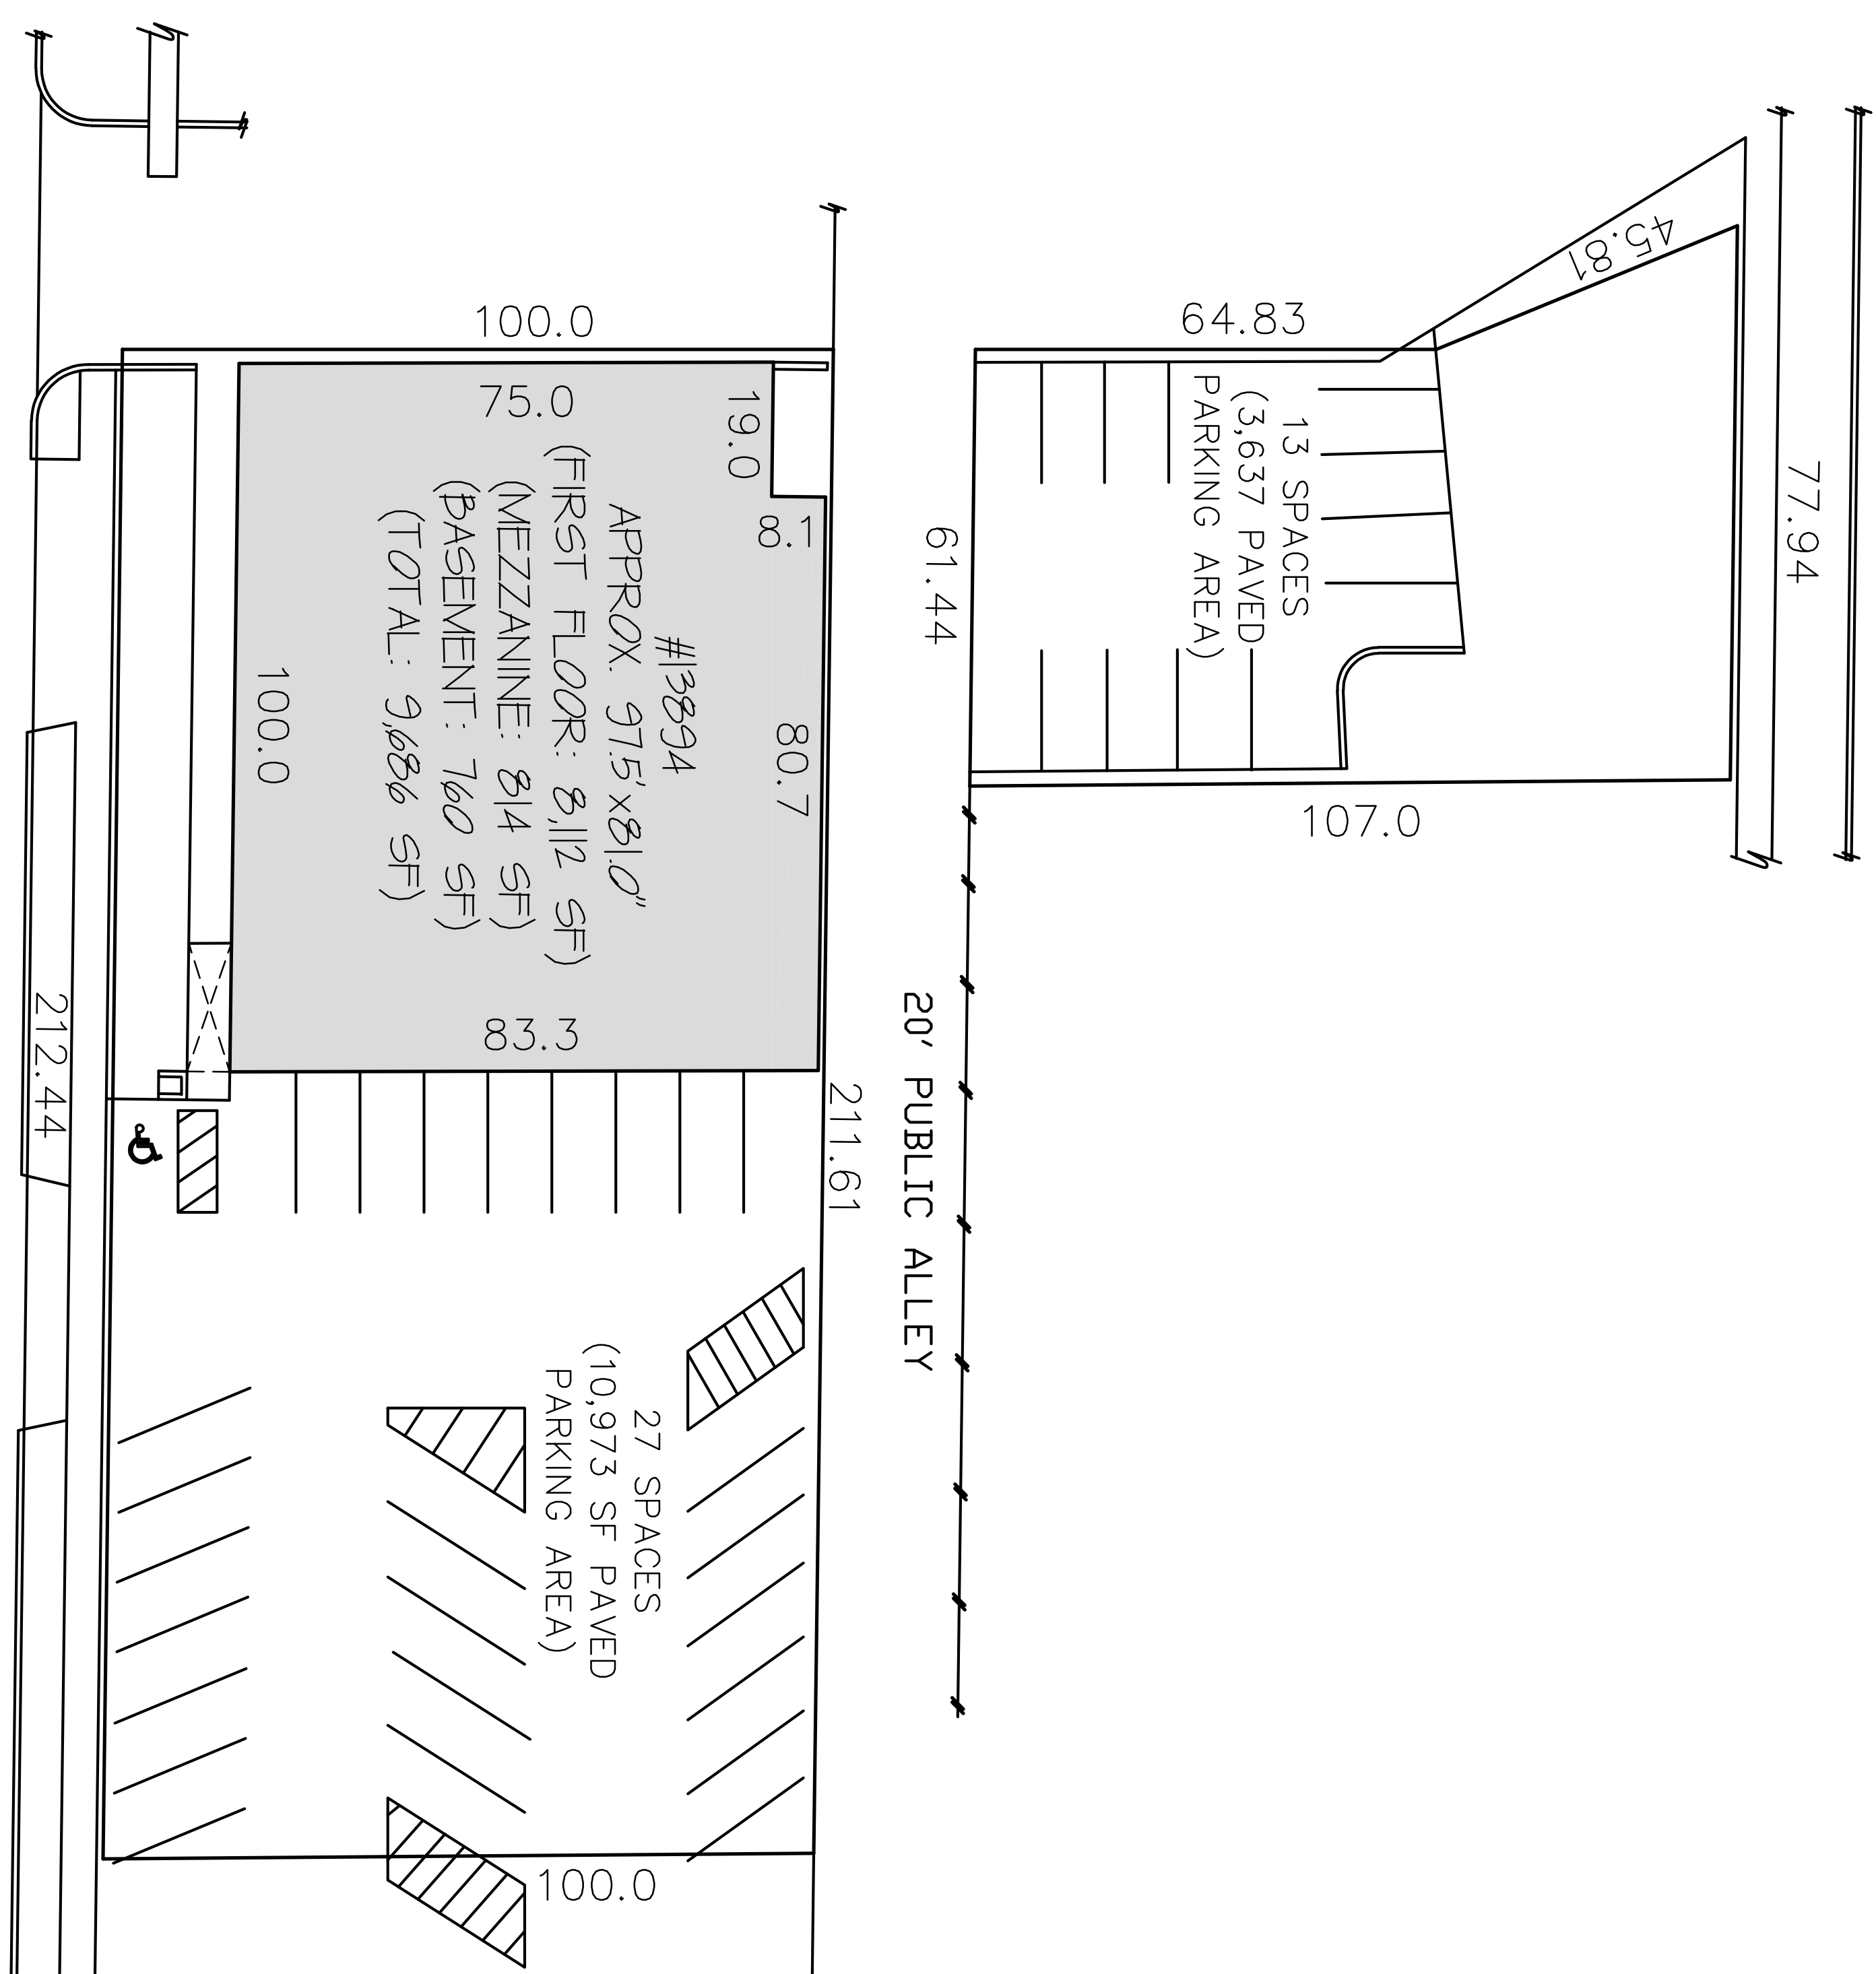 77.94
45.81
64.83
13 SPACES
(3,637 PAVED
PARKING AREA)
61.44
107.0
20' PUBLIC ALLEY
211.61
100.0
75.0
19.0
8.1
80.7
#13894
APPROX. 97.5'x81.0"
(FIRST FLOOR: 8,112 SF)
(MEZZANINE: 814 SF)
(BASEMENT: 760 SF)
(TOTAL: 9,686 SF)
100.0
83.3
27 SPACES
(10,973 SF PAVED
PARKING AREA)
100.0
212.44